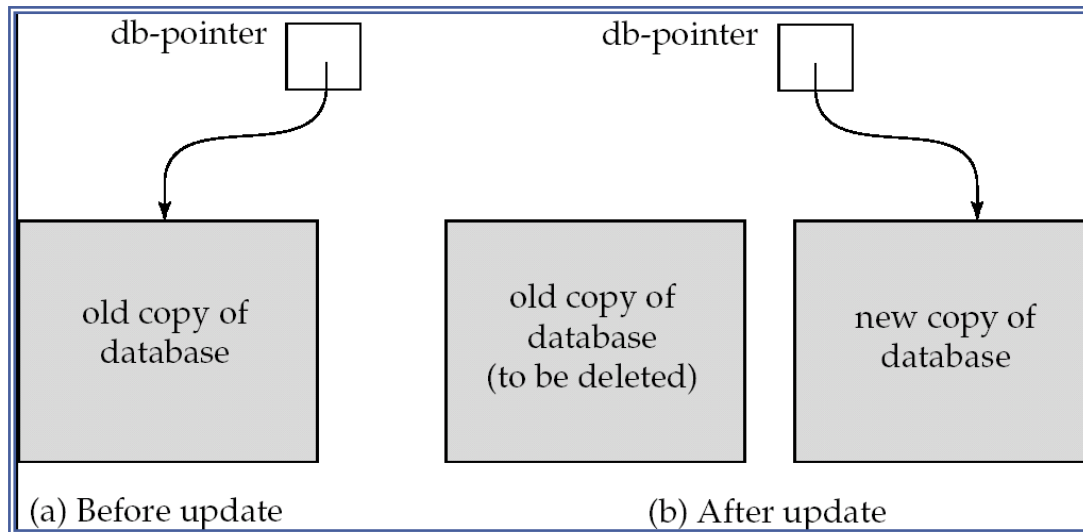 db-pointer
old copy of
database
(a) Before update
db-pointer
old copy of
database
(to be deleted)
new copy of
database
(b) After update